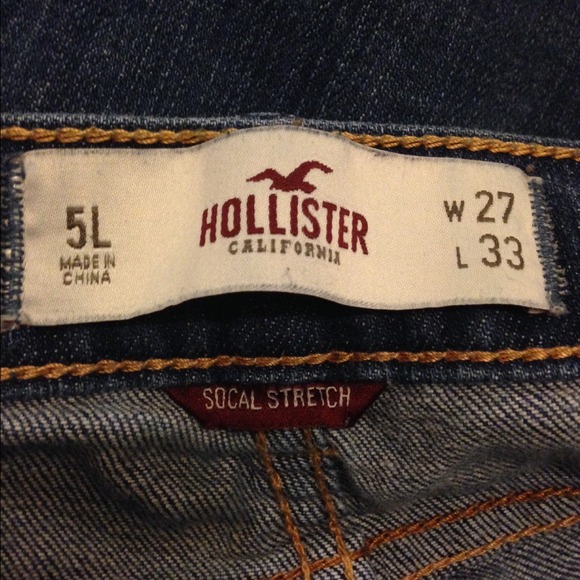 5L
MADE IN
CHINA
HOLLISTER
CALIFORNIA
W 27
L 33
SOCAL STRETCH